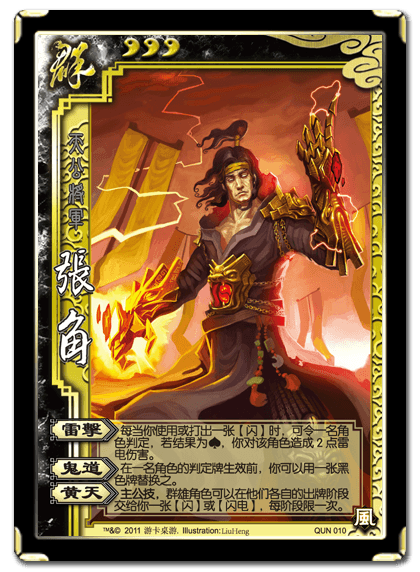 群
天公將軍
張角
雷擊
每当你使用或打出一张【闪】时，可令一名角
色判定，若结果为♠，你对该角色造成２点雷
电伤害。
鬼道
在一名角色的判定牌生效前，你可以用一张黑
色牌替换之。
黄天
主公技，群雄角色可以在他们各自的出牌阶段
交给你一张【闪】或【闪电】，每阶段限一次。
風
™&© 2011 游卡桌游. Illustration:LiuHeng
QUN 010